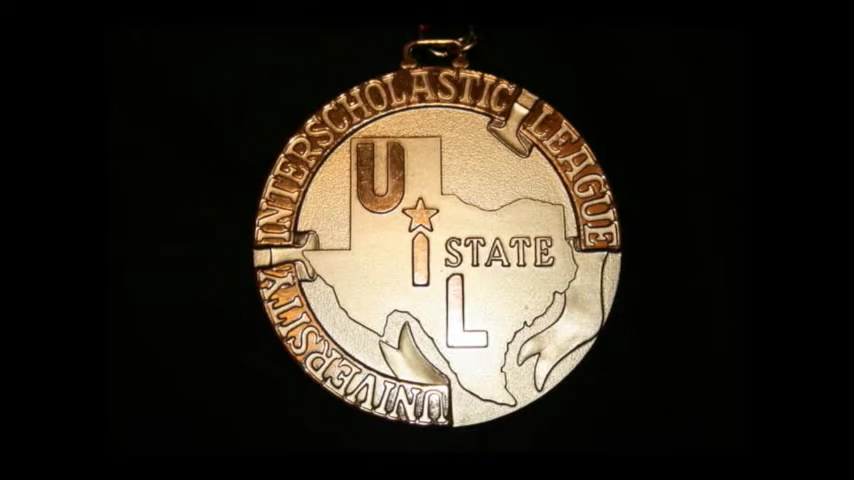 UNIVERSITY
INTERSCHOLASTIC
LEAGUE
U
i STATE
L